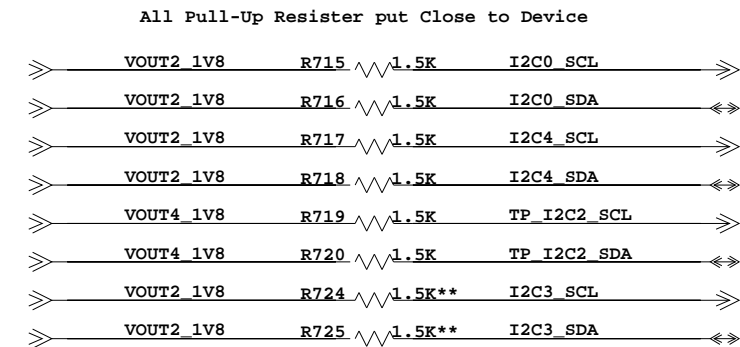 All Pull-Up Resister put Close to Device
VOUT2_1V8 R715 1.5K I2C0_SCL
VOUT2_1V8 R716 1.5K I2C0_SDA
VOUT2_1V8 R717 1.5K I2C4_SCL
VOUT2_1V8 R718 1.5K I2C4_SDA
VOUT4_1V8 R719 1.5K TP_I2C2_SCL
VOUT4_1V8 R720 1.5K TP_I2C2_SDA
VOUT2_1V8 R724 1.5K** I2C3_SCL
VOUT2_1V8 R725 1.5K** I2C3_SDA